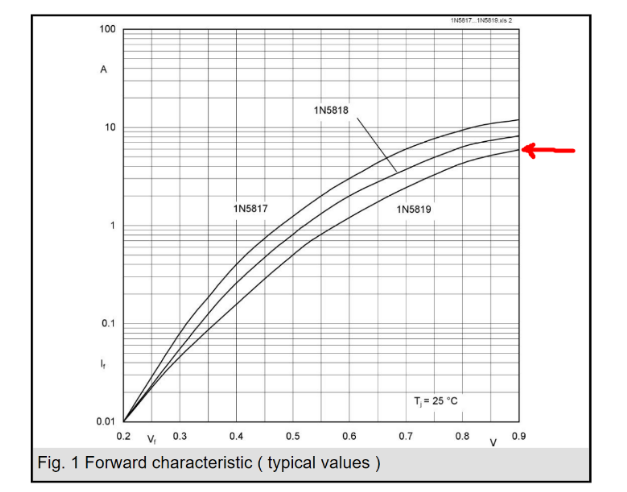 1N5817...1N5819.xls 2
100
A
1N5818
10
1N5817
1N5819
1
0.1
If
Tj = 25 °C
0.01
0.2 Vf 0.3 0.4 0.5 0.6 0.7 0.8 V 0.9
Fig. 1 Forward characteristic ( typical values )